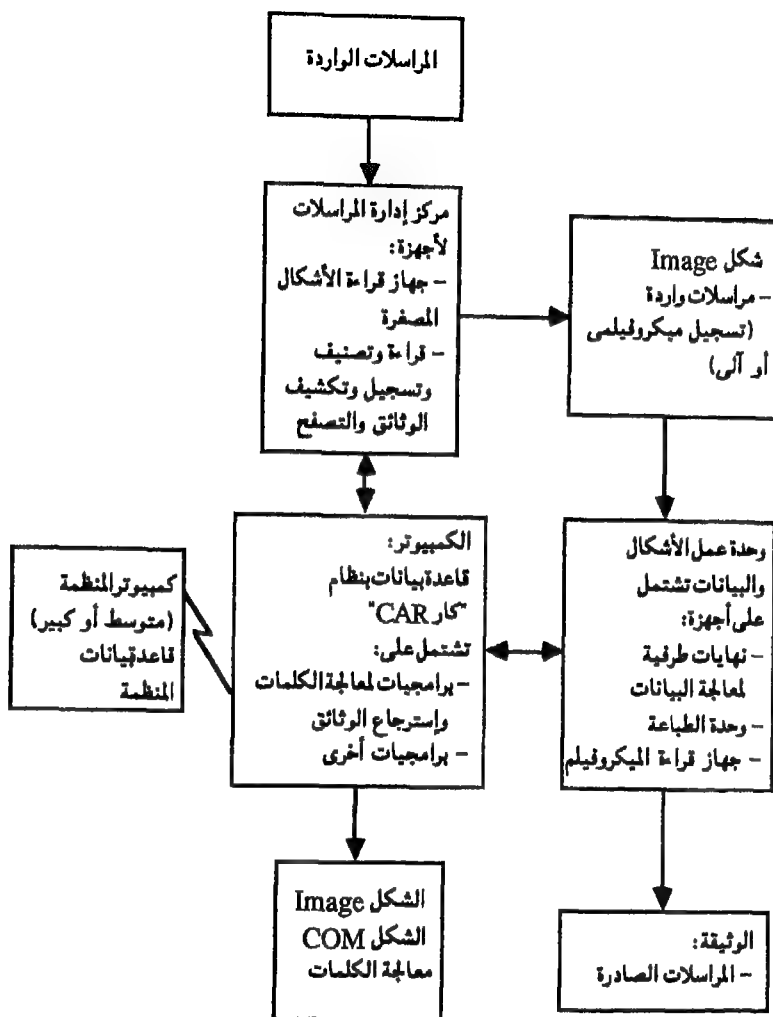 المراسلات الواردة
مركز إدارة المراسلات
لأجهزة:
- جهاز قراءة الأشكال
المصغرة
- قراءة وتصنيف
وتسجيل وتكشيف
الوثائق والتصفح
شكل Image
- مراسلات واردة
(تسجيل ميكروفيلمى
أو آلى)
كمبيوتر المنظمة
(متوسط أو كبير)
قاعدة بيانات
المنظمة
الكمبيوتر:
قاعدة بيانات بنظام
"كار CAR"
تشتمل على:
- برامجيات لمعالجة الكلمات
وإسترجاع الوثائق
- برامجيات أخرى
وحدة عمل الأشكال
والبيانات تشتمل
على أجهزة:
- نهايات طرفية
لمعالجة البيانات
- وحدة الطباعة
- جهاز قراءة الميكروفيلم
الشكل Image
الشكل COM
معالجة الكلمات
الوثيقة:
- المراسلات الصادرة